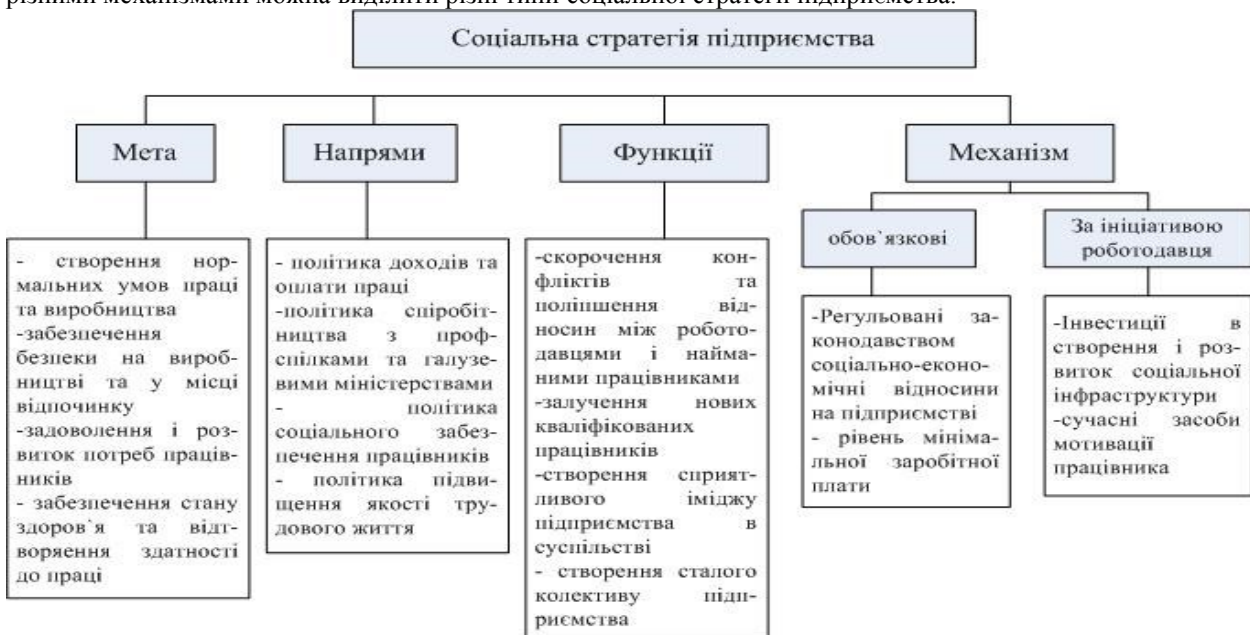 різними механізмами можна виділити різні типи соціальної стратегії підприємства.
Соціальна стратегія підприємства
Мета
Напрями
Функції
Механізм
обов`язкові
За ініціативою
роботодавця
- створення нор-
мальних умов праці
та виробництва
-забезпечення
безпеки на вироб-
ництві та у місці
відпочинку
-задоволення і роз-
виток потреб праців-
ників
- забезпечення стану
здоров`я та відт-
воряення здатності
до праці
- політика доходів та
оплати праці
-політика співробіт-
ництва з проф-
спілками та галузе-
вими міністерствами
- політика
соціального забез-
печення працівників
- політика підви-
щення якості тру-
дового життя
-скорочення кон-
фліктів та
поліпшення від-
носин між робото-
давцями і найма-
ними працівниками
-залучення нових
кваліфікованих
працівників
-створення сприят-
ливого іміджу
підприємства в
суспільстві
- створення сталого
колективу підп-
риємства
-Регульовані за-
конодавством
соціально-еконо-
мічні відносини
на підприємстві
- рівень мініма-
льної заробітної
плати
-Інвестиції в
створення і роз-
виток соціальної
інфраструктури
-сучасні засоби
мотивації
працівника